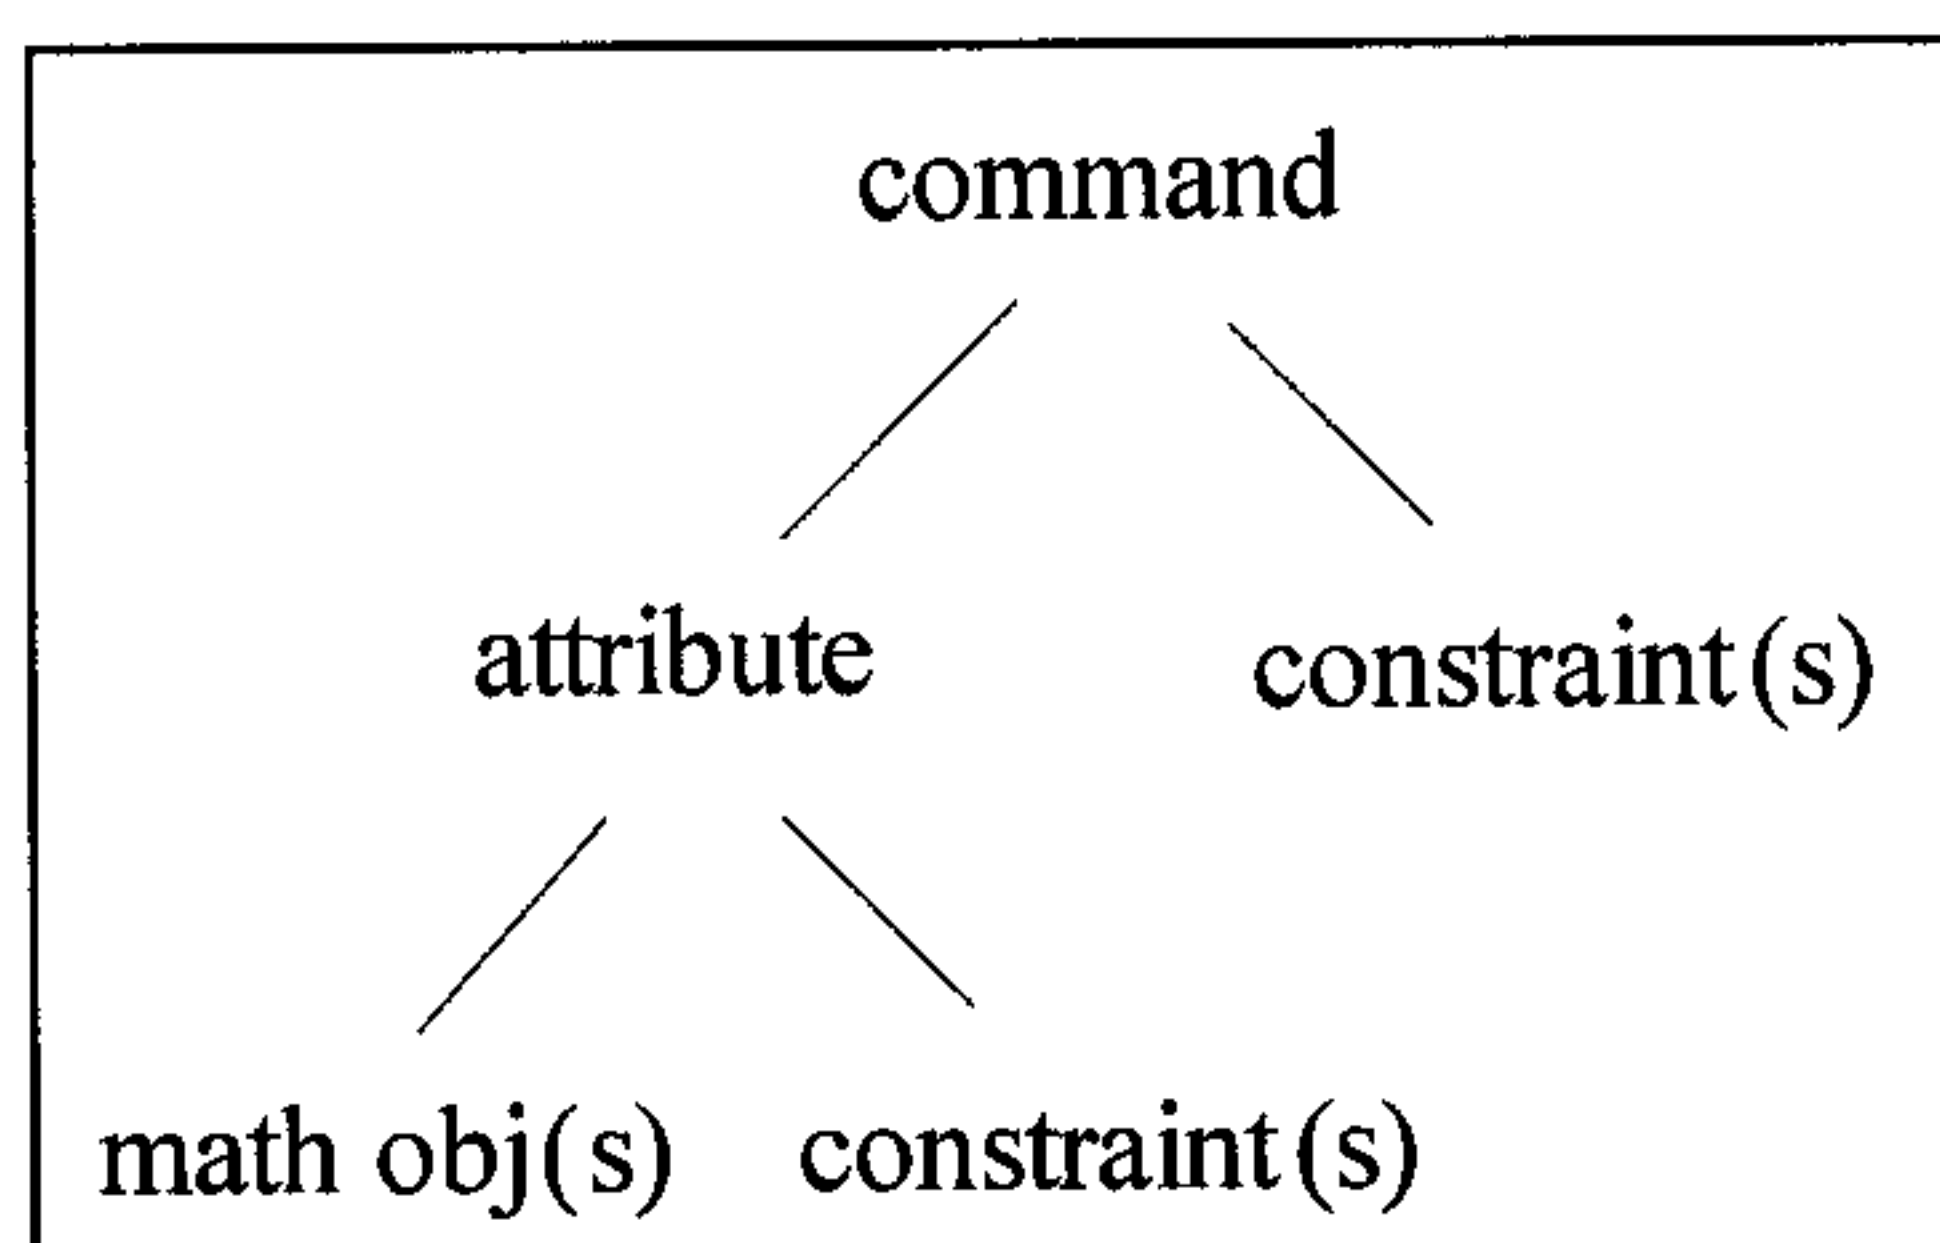 command
attribute constraint(s)
math obj(s) constraint(s)